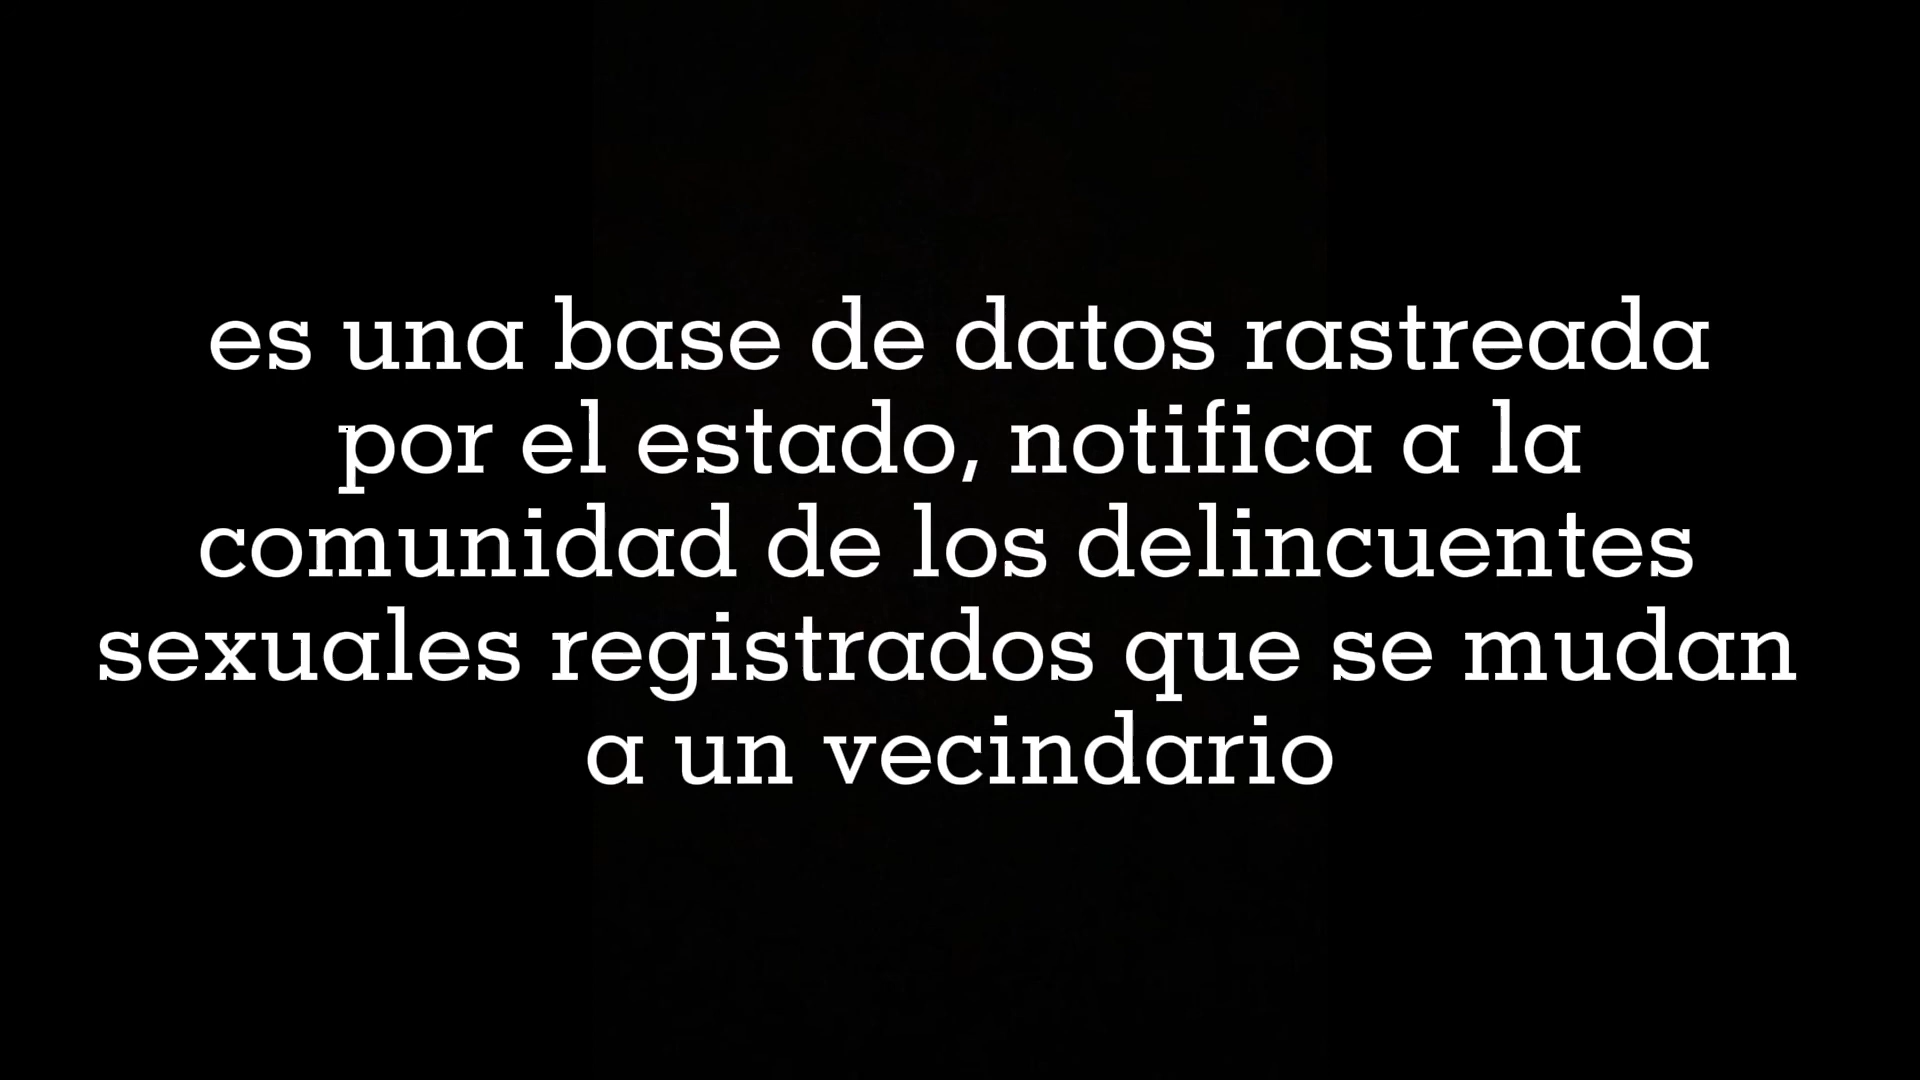 es una base de datos rastreada
por el estado, notifica a la
comunidad de los delincuentes
sexuales registrados que se mudan
a un vecindario